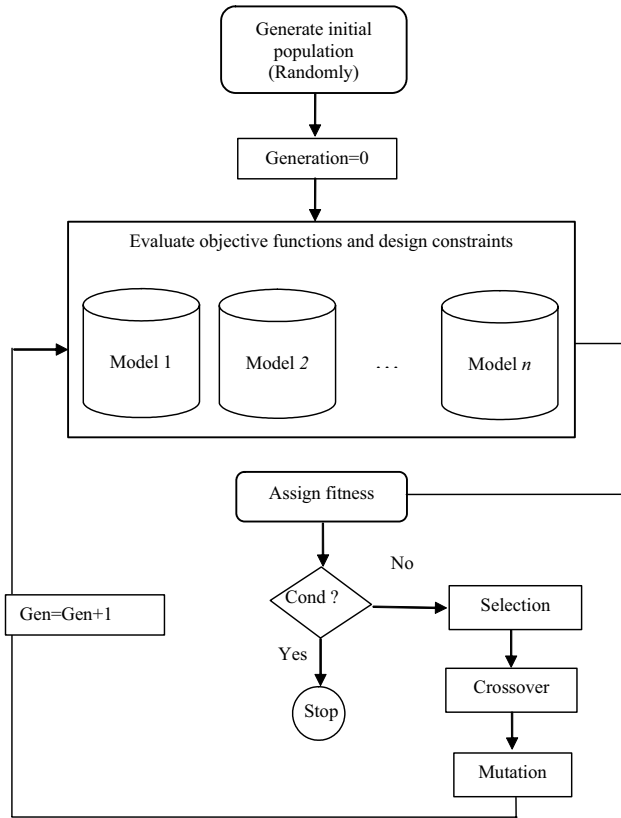 Generate initial
population
(Randomly)
Generation=0
Evaluate objective functions and design constraints
Model 1
Model 2
. . .
Model n
Assign fitness
No
Cond ?
Selection
Gen=Gen+1
Yes
Crossover
Stop
Mutation